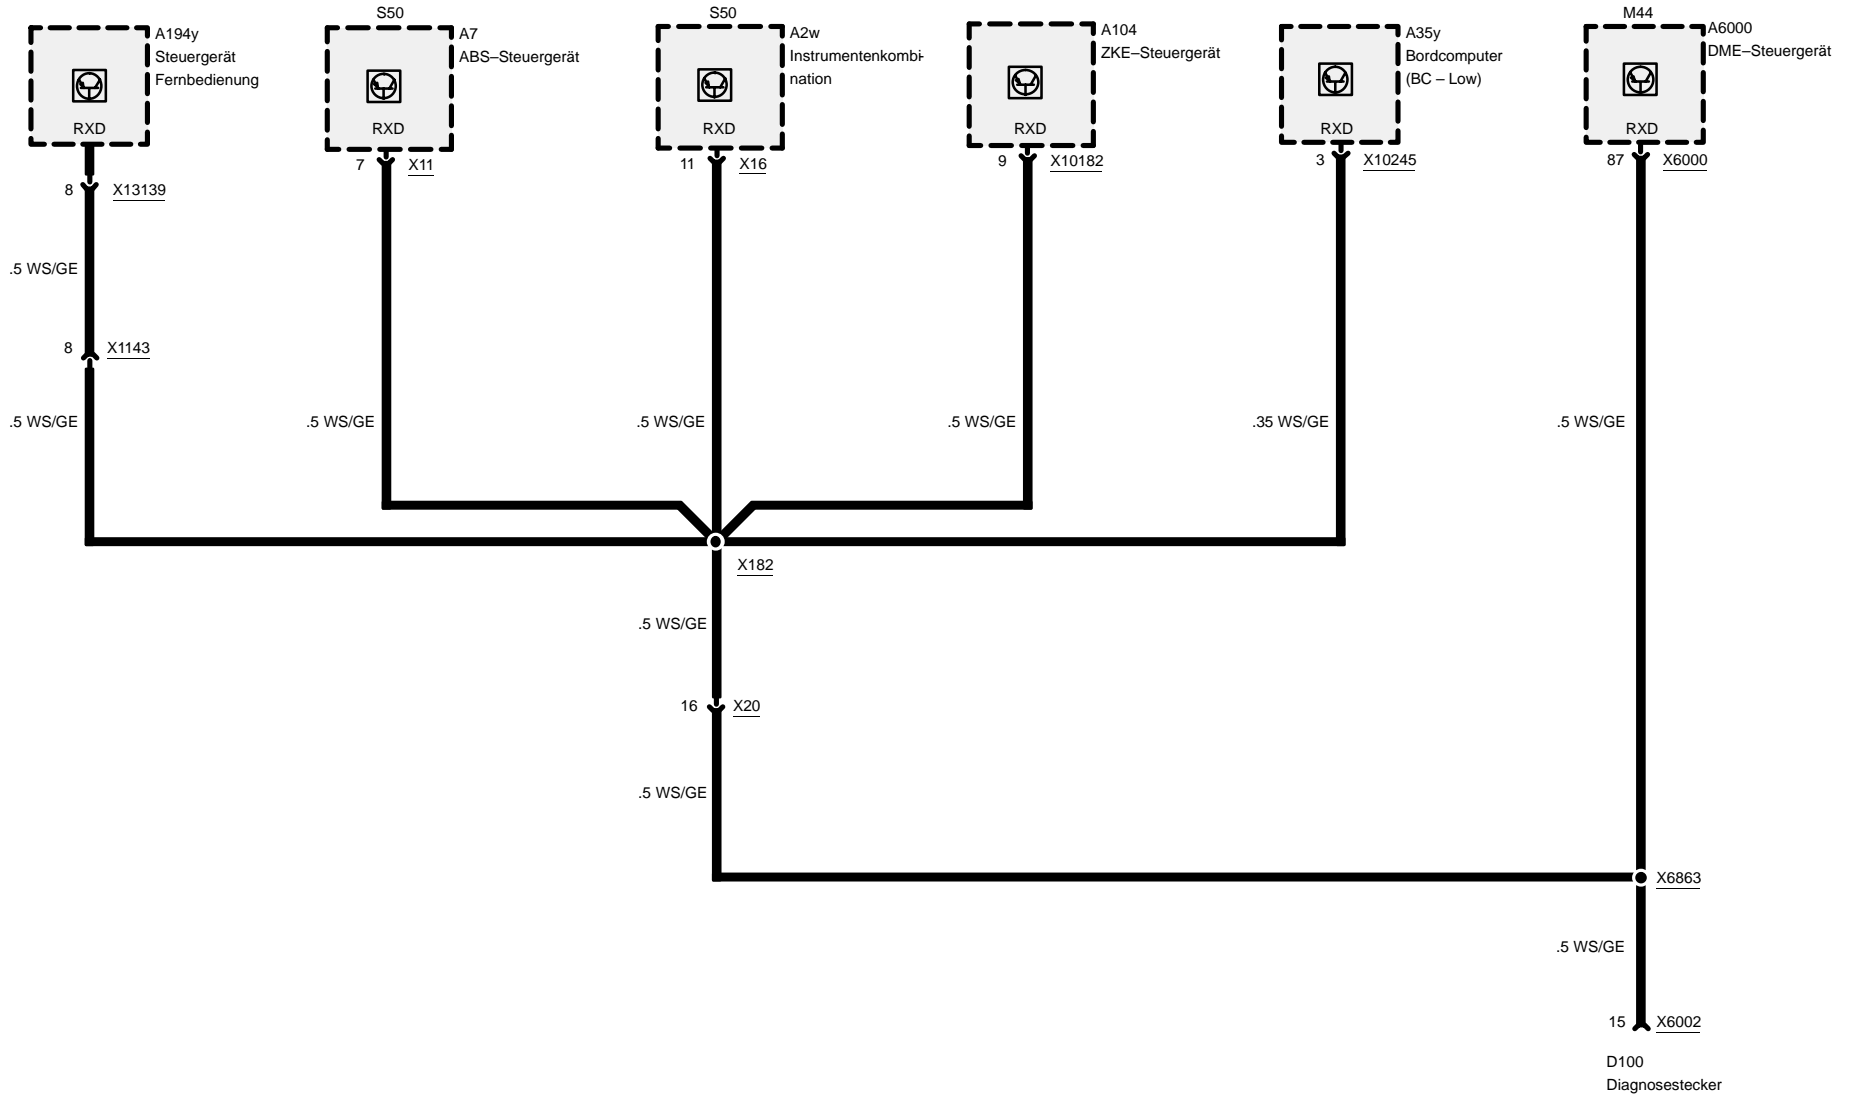 S50
S50
M44
A194y
Steuergerät
Fernbedienung
RXD
A7
ABS–Steuergerät
RXD
A2w
Instrumentenkombi-
nation
RXD
A104
ZKE–Steuergerät
RXD
A35y
Bordcomputer
(BC – Low)
RXD
A6000
DME–Steuergerät
RXD
8 X13139
7 X11
11 X16
9 X10182
3 X10245
87 X6000
.5 WS/GE
8 X1143
.5 WS/GE
.5 WS/GE
.5 WS/GE
.5 WS/GE
.35 WS/GE
.5 WS/GE
X182
.5 WS/GE
16 X20
.5 WS/GE
X6863
.5 WS/GE
15 X6002
D100
Diagnosestecker